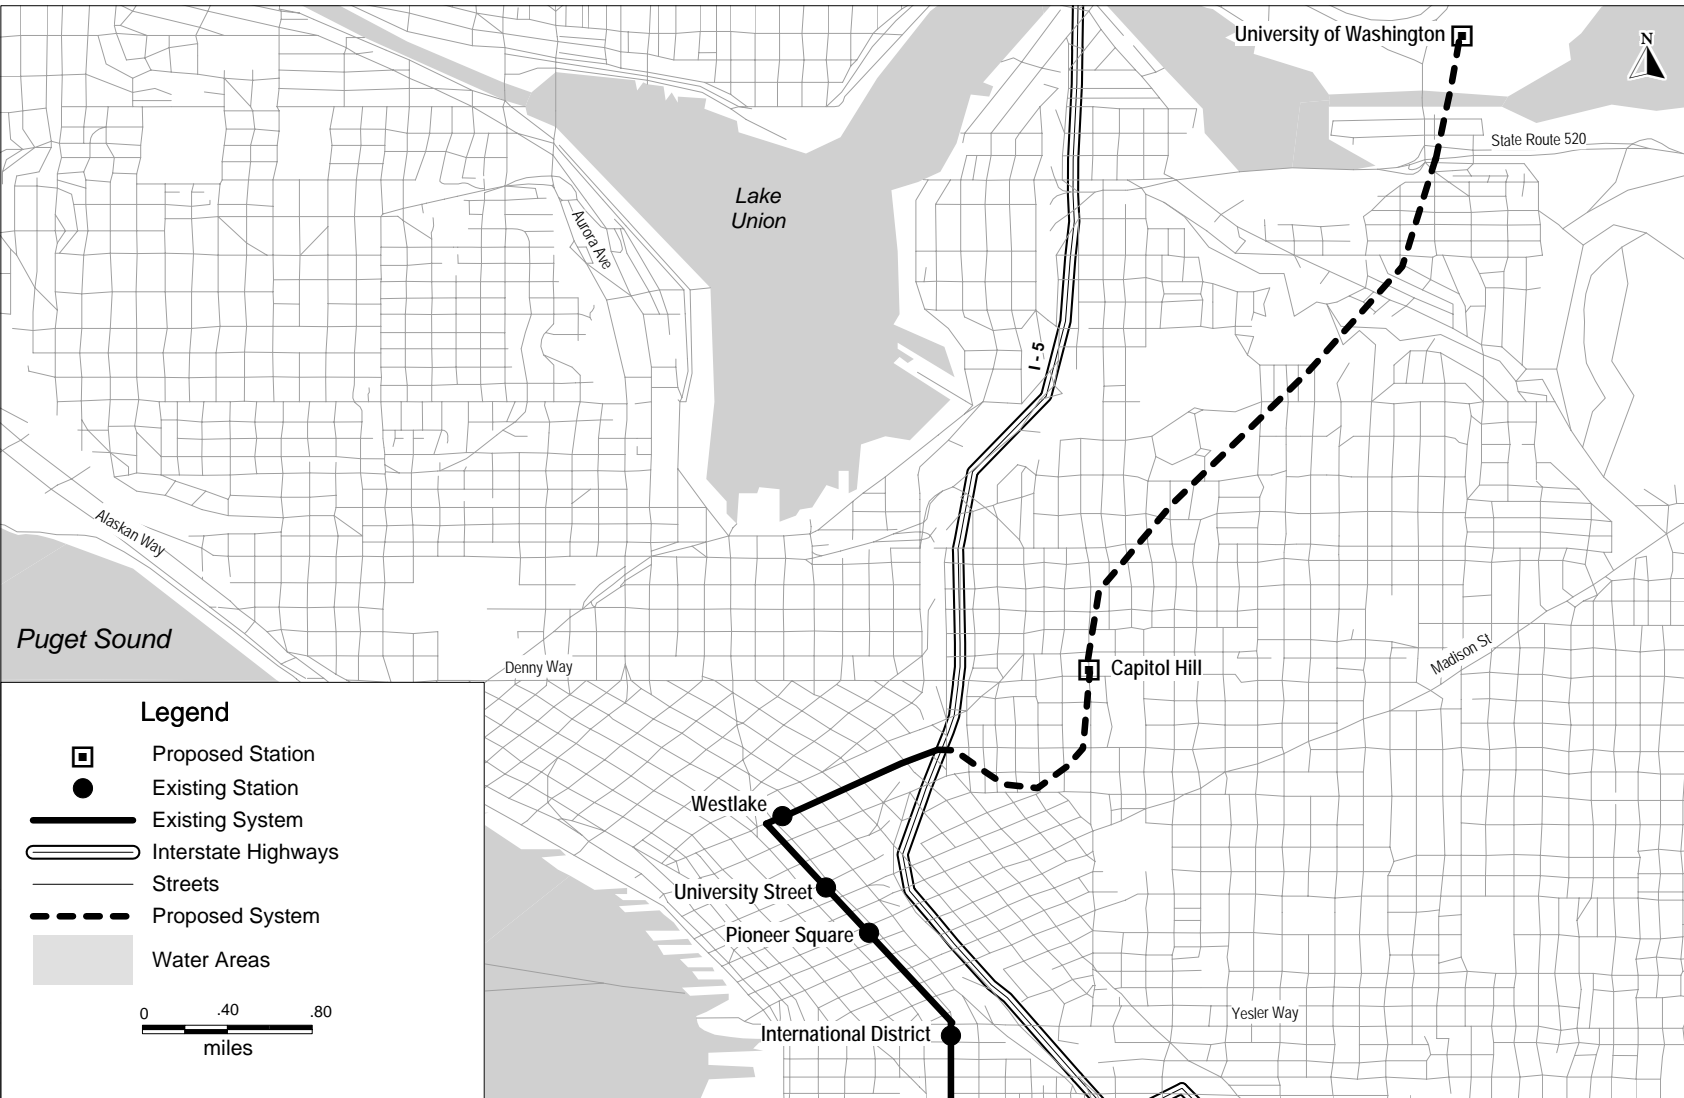 University of Washington
N
State Route 520
Lake
Union
Aurora Ave
I - 5
Alaskan Way
Puget Sound
Denny Way
Capitol Hill
Madison St
Westlake
University Street
Pioneer Square
Yesler Way
International District
Legend
Proposed Station
Existing Station
Existing System
Interstate Highways
Streets
Proposed System
Water Areas
0 .40 .80
miles